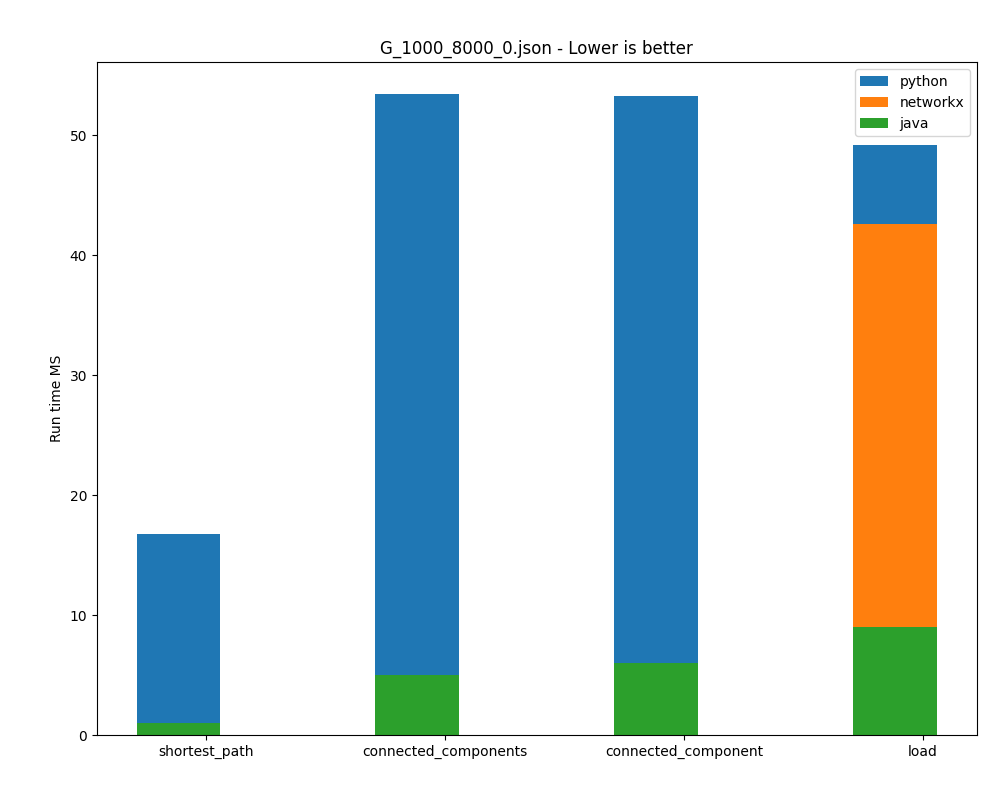 G_1000_8000_0.json - Lower is better
python
networkx
java
Run time MS
50
40
30
20
10
0
shortest_path
connected_components
connected_component
load